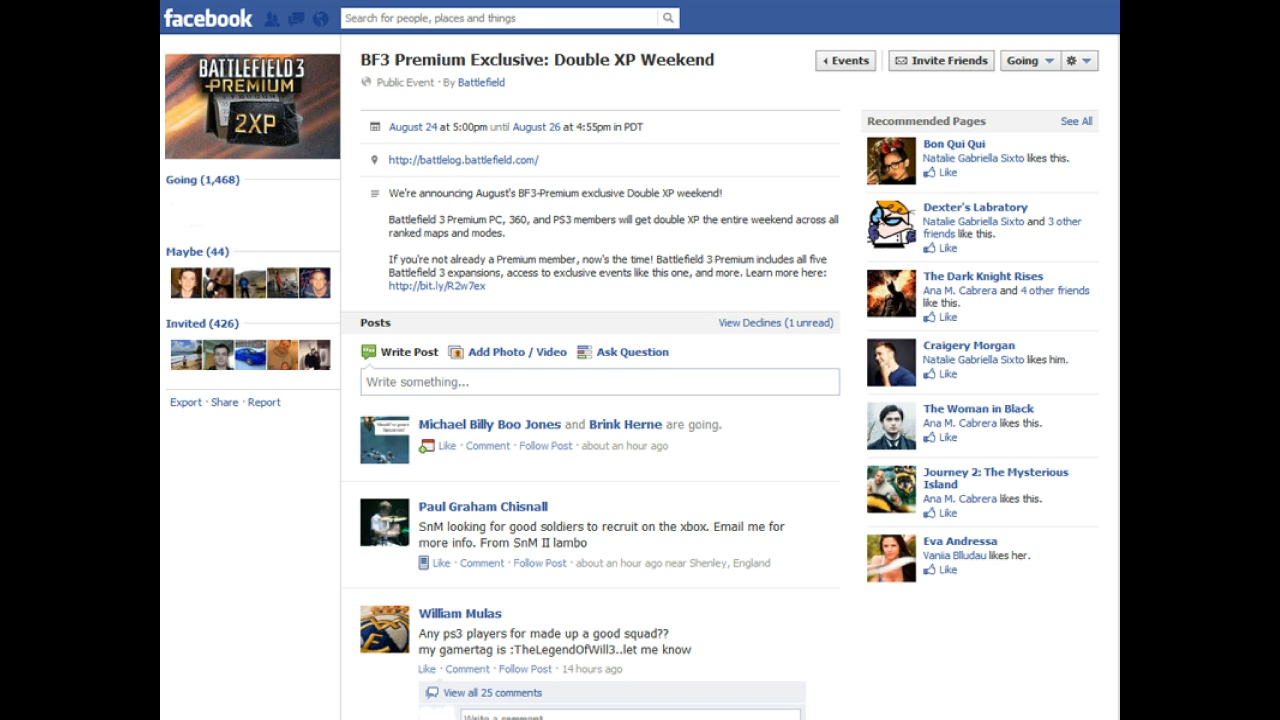 facebook
Search for people, places and things
BATTLEFIELD 3
PREMIUM
2XP
Going (1,468)
Maybe (44)
Invited (426)
Export · Share · Report
BF3 Premium Exclusive: Double XP Weekend
Public Event · By Battlefield
Events
Invite Friends
Going
August 24 at 5:00pm until August 26 at 4:55pm in PDT
http://battlelog.battlefield.com/
We're announcing August's BF3-Premium exclusive Double XP weekend!
Battlefield 3 Premium PC, 360, and PS3 members will get double XP the entire weekend across all
ranked maps and modes.
If you're not already a Premium member, now's the time! Battlefield 3 Premium includes all five
Battlefield 3 expansions, access to exclusive events like this one, and more. Learn more here:
http://bit.ly/R2w7ex
Posts
View Declines (1 unread)
Write Post
Add Photo / Video
Ask Question
Write something...
Michael Billy Boo Jones and Brink Herne are going.
Like · Comment · Follow Post · about an hour ago
Paul Graham Chisnall
SnM looking for good soldiers to recruit on the xbox. Email me for
more info. From SnM II lambo
Like · Comment · Follow Post · about an hour ago near Shenley, England
William Mulas
Any ps3 players for made up a good squad??
my gamertag is :TheLegendOfWill3..let me know
Like · Comment · Follow Post · 14 hours ago
View all 25 comments
Write a comment...
Recommended Pages
See All
Bon Qui Qui
Natalie Gabriella Sixto likes this.
Like
Dexter's Labratory
Natalie Gabriella Sixto and 3 other
friends like this.
Like
The Dark Knight Rises
Ana M. Cabrera and 4 other friends
like this.
Like
Craigery Morgan
Natalie Gabriella Sixto likes him.
Like
The Woman in Black
Ana M. Cabrera likes this.
Like
Journey 2: The Mysterious
Island
Ana M. Cabrera likes this.
Like
Eva Andressa
Vaniia Blludau likes her.
Like